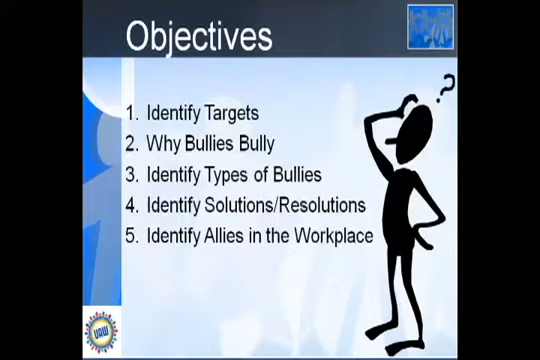 Objectives
1. Identify Targets
2. Why Bullies Bully
3. Identify Types of Bullies
4. Identify Solutions/Resolutions
5. Identify Allies in the Workplace
?
UAW